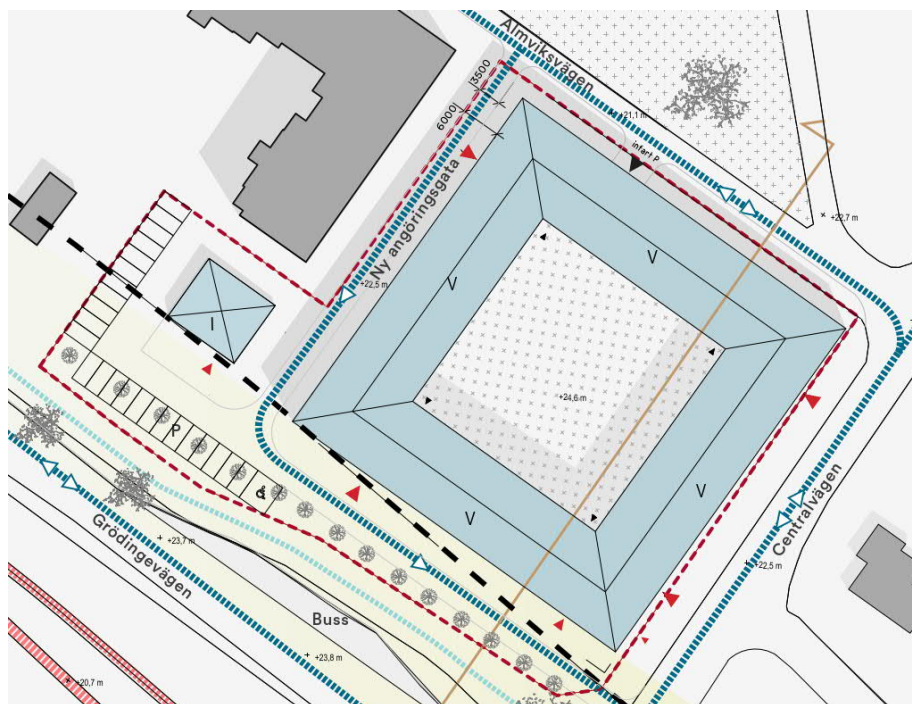 Almviksvägen
13500
6000
+21,1 m
infart P
Ny angöringsgata
+22,7 m
V
V
+22,5 m
I
+24,6 m
P
V
V
&
Centralvägen
Grödingevägen
+23,7 m
+22,5 m
Buss
+23,8 m
+20,7 m